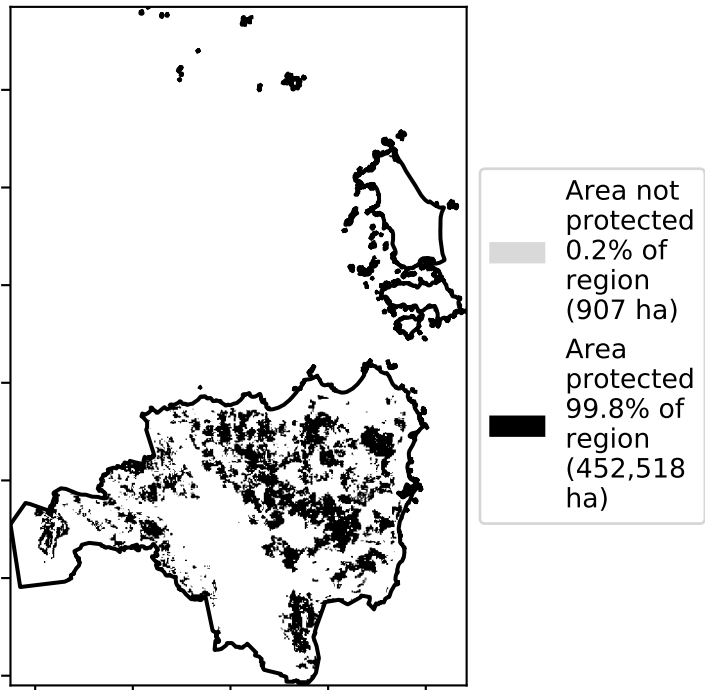 Area not
protected
0.2% of
region
(907 ha)
Area
protected
99.8% of
region
(452,518
ha)